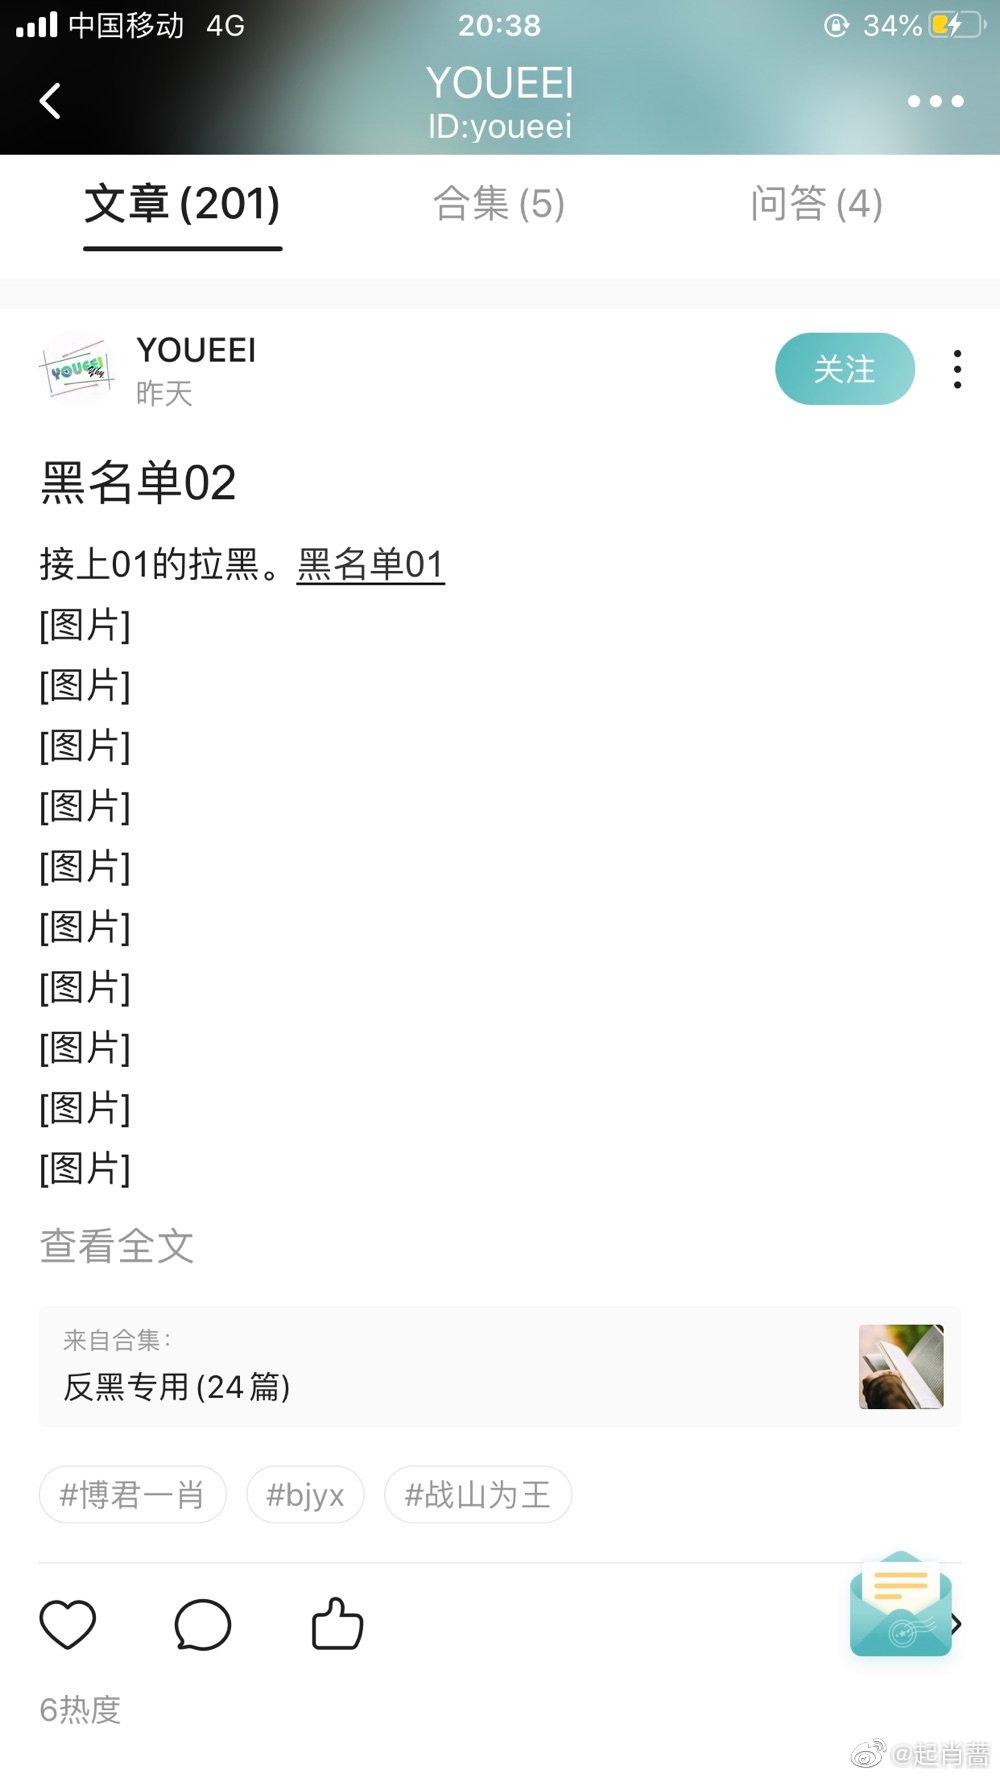 中国移动 4G 20:38 34%
YOUEEI
ID:youeei
文章(201) 合集(5) 问答(4)
YOUEEI
昨天
关注
黑名单02
接上01的拉黑。黑名单01
[图片]
[图片]
[图片]
[图片]
[图片]
[图片]
[图片]
[图片]
[图片]
[图片]
查看全文
来自合集：
反黑专用(24篇)
#博君一肖 #bjyx #战山为王
6热度
@起肖蔷